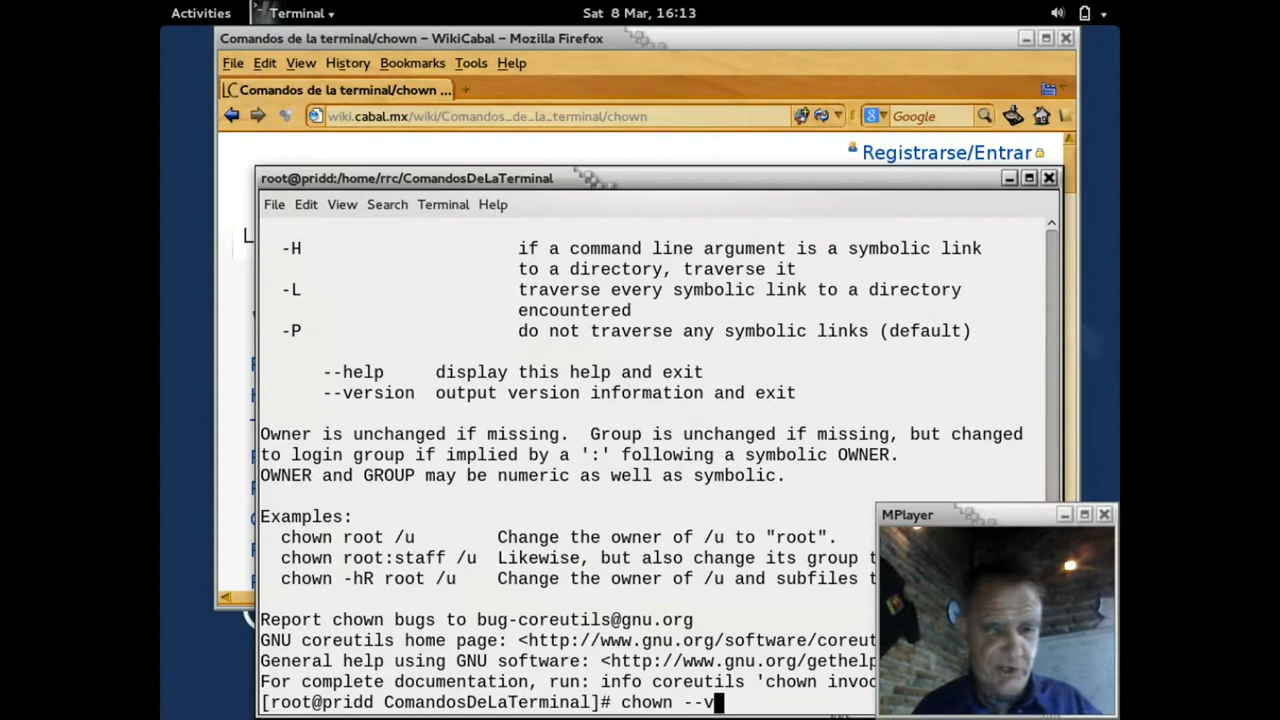 Activities
Terminal
Sat 8 Mar, 16:13
Comandos de la terminal/chown – WikiCabal – Mozilla Firefox
File Edit View History Bookmarks Tools Help
Comandos de la terminal/chown ...
wiki.cabal.mx/wiki/Comandos_de_la_terminal/chown
Google
Registrarse/Entrar
root@pridd:/home/rrc/ComandosDeLaTerminal
File Edit View Search Terminal Help
-H if a command line argument is a symbolic link
to a directory, traverse it
-L traverse every symbolic link to a directory
encountered
-P do not traverse any symbolic links (default)
--help display this help and exit
--version output version information and exit
Owner is unchanged if missing. Group is unchanged if missing, but changed
to login group if implied by a ':' following a symbolic OWNER.
OWNER and GROUP may be numeric as well as symbolic.
Examples:
chown root /u Change the owner of /u to "root".
chown root:staff /u Likewise, but also change its group t
chown -hR root /u Change the owner of /u and subfiles t
Report chown bugs to bug-coreutils@gnu.org
GNU coreutils home page: <http://www.gnu.org/software/coreut
General help using GNU software: <http://www.gnu.org/gethelp
For complete documentation, run: info coreutils 'chown invoc
[root@pridd ComandosDeLaTerminal]# chown --v
MPlayer